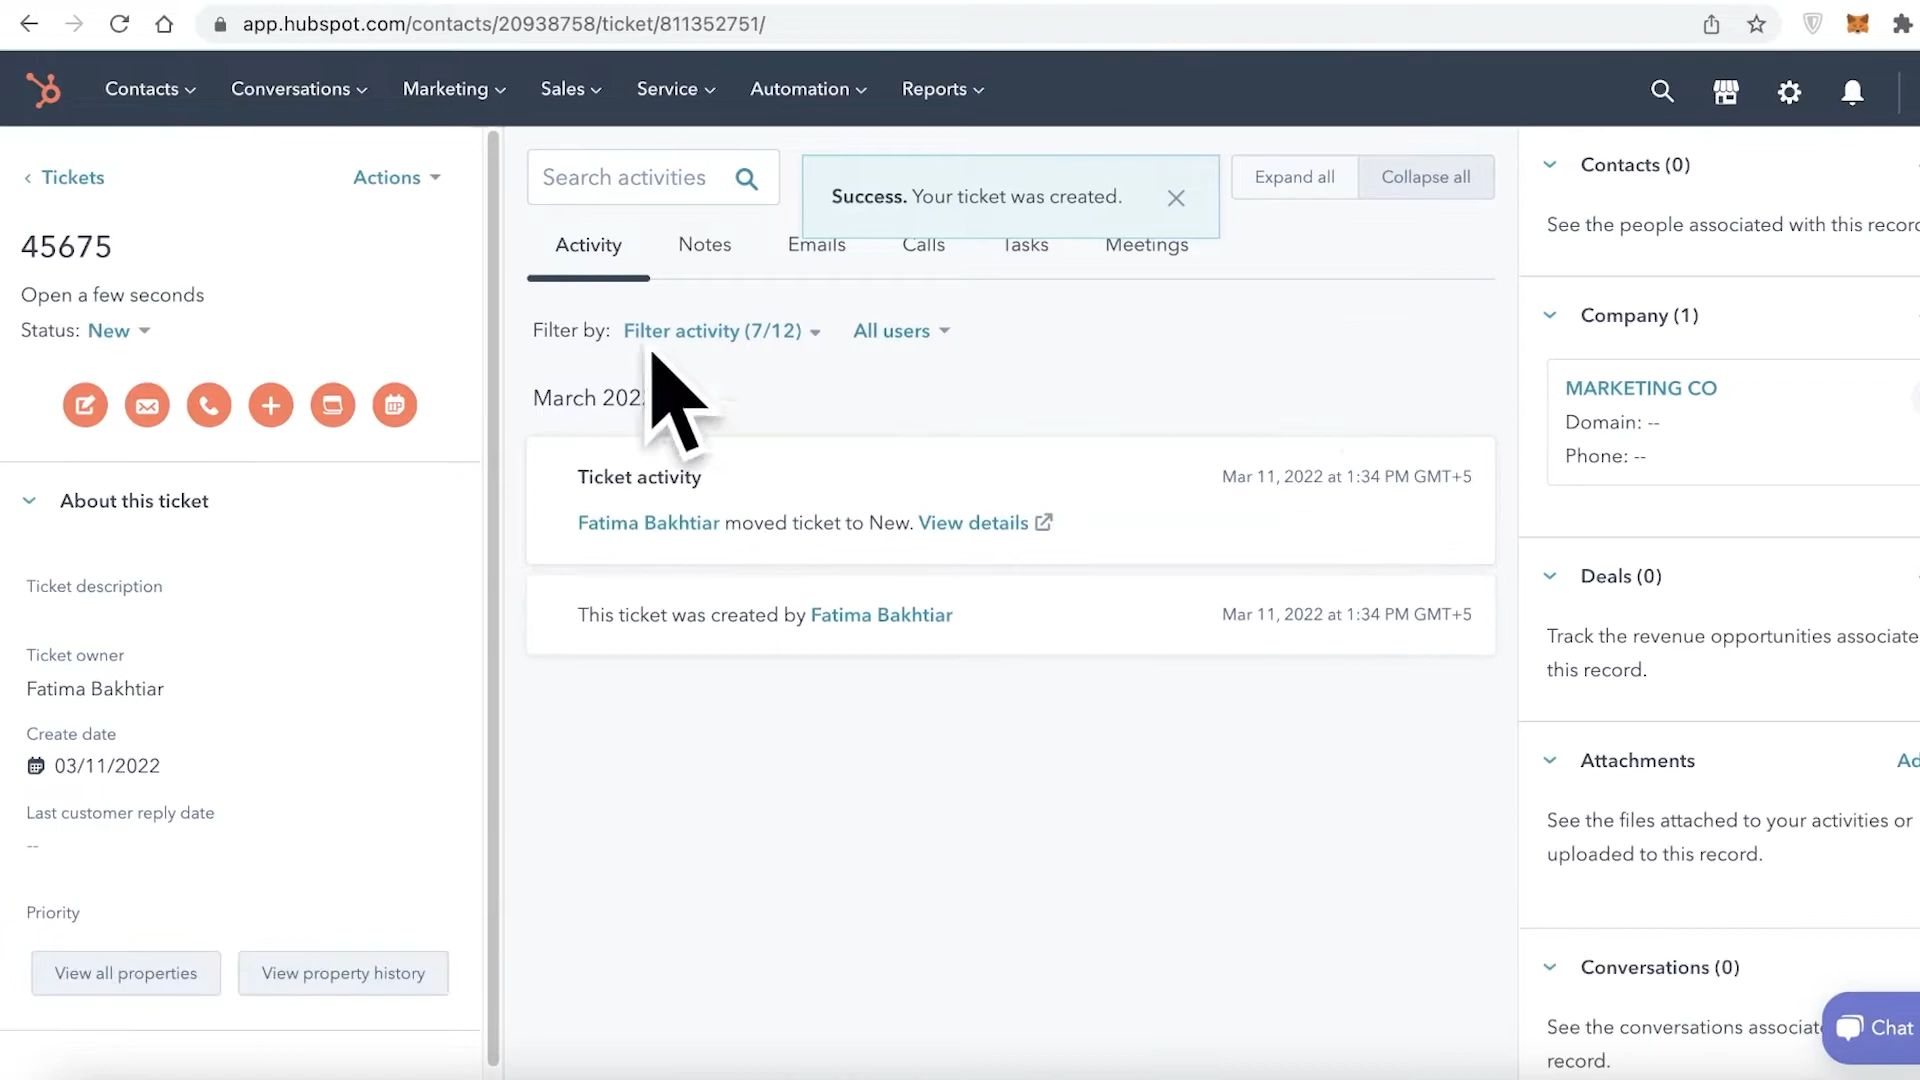 app.hubspot.com/contacts/20938758/ticket/811352751/
Contacts
Conversations
Marketing
Sales
Service
Automation
Reports
Tickets
Actions
45675
Open a few seconds
Status: New
About this ticket
Ticket description
Ticket owner
Fatima Bakhtiar
Create date
03/11/2022
Last customer reply date
--
Priority
View all properties
View property history
Search activities
Success. Your ticket was created.
Expand all
Collapse all
Activity
Notes
Emails
Calls
Tasks
Meetings
Filter by: Filter activity (7/12)
All users
March 202
Ticket activity
Mar 11, 2022 at 1:34 PM GMT+5
Fatima Bakhtiar moved ticket to New. View details
This ticket was created by Fatima Bakhtiar
Mar 11, 2022 at 1:34 PM GMT+5
Contacts (0)
See the people associated with this recor
Company (1)
MARKETING CO
Domain: --
Phone: --
Deals (0)
Track the revenue opportunities associate
this record.
Attachments
Ad
See the files attached to your activities or
uploaded to this record.
Conversations (0)
See the conversations associat
record.
Chat